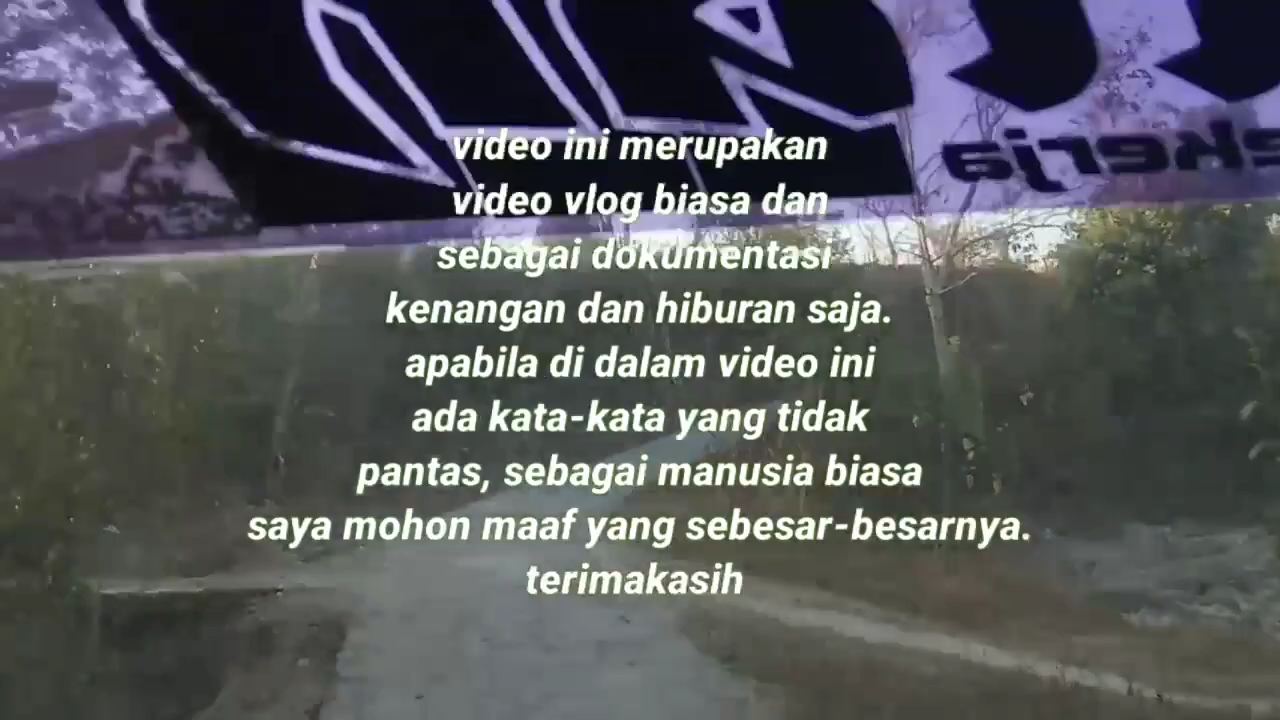 video ini merupakan
video vlog biasa dan
sebagai dokumentasi
kenangan dan hiburan saja.
apabila di dalam video ini
ada kata-kata yang tidak
pantas, sebagai manusia biasa
saya mohon maaf yang sebesar-besarnya.
terimakasih